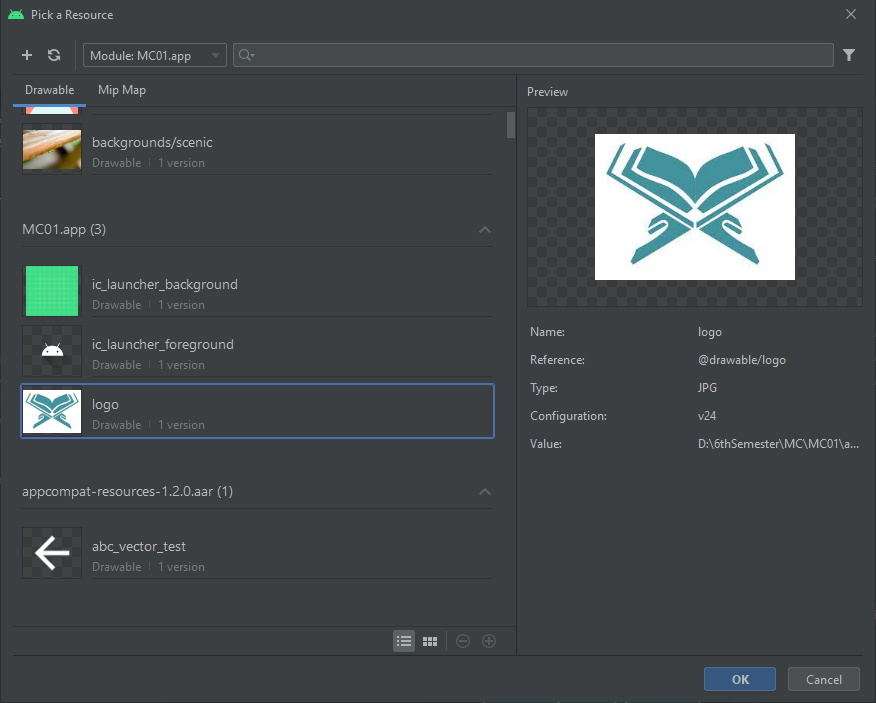 Pick a Resource
Module: MC01.app
Drawable Mip Map
backgrounds/scenic
Drawable 1 version
MC01.app (3)
ic_launcher_background
Drawable 1 version
ic_launcher_foreground
Drawable 1 version
logo
Drawable 1 version
appcompat-resources-1.2.0.aar (1)
abc_vector_test
Drawable 1 version
Preview
Name: logo
Reference: @drawable/logo
Type: JPG
Configuration: v24
Value: D:\6thSemester\MC\MC01\a...
OK Cancel